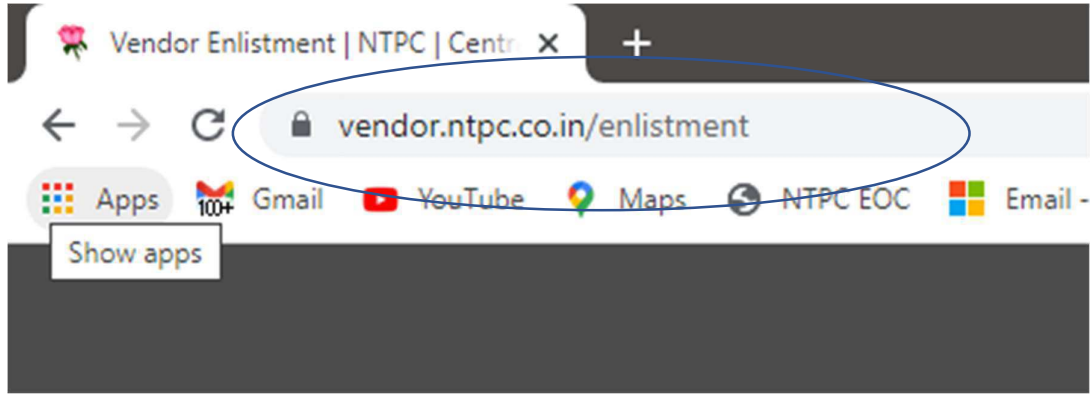 Vendor Enlistment | NTPC | Centr
vendor.ntpc.co.in/enlistment
Apps 100+ Gmail YouTube Maps NTPC EOC Email -
Show apps